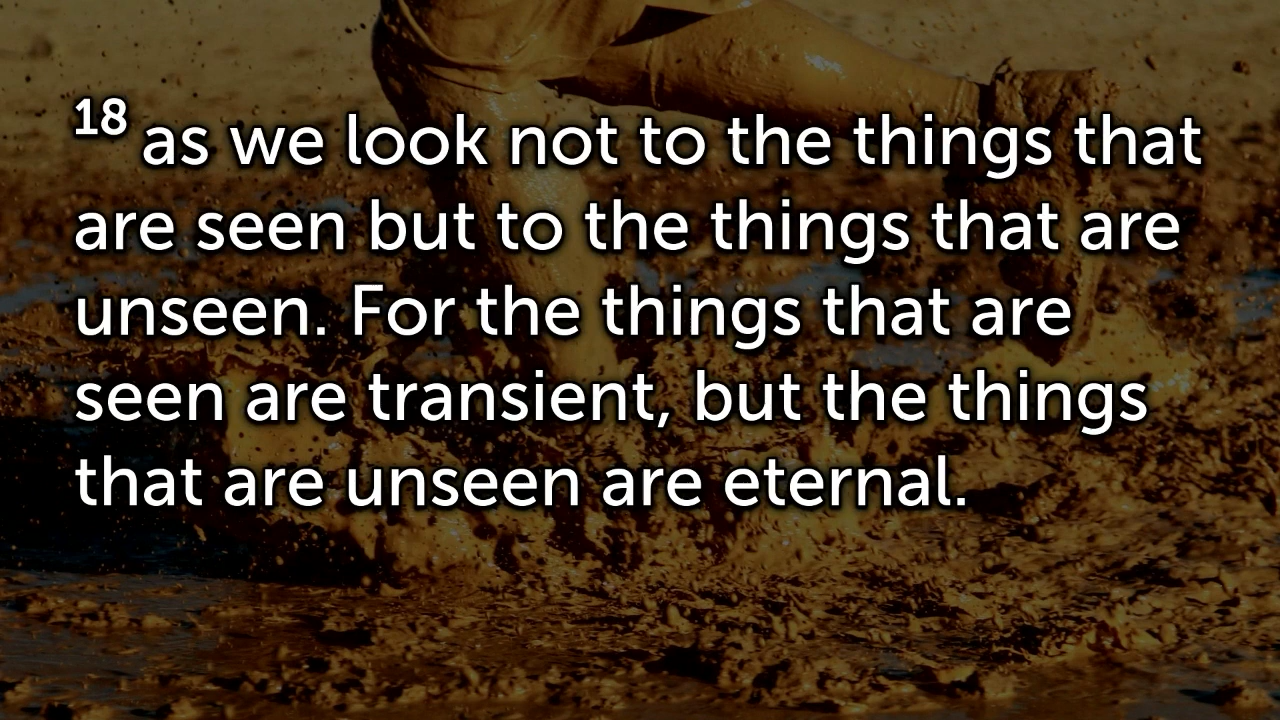 18 as we look not to the things that
are seen but to the things that are
unseen. For the things that are
seen are transient, but the things
that are unseen are eternal.